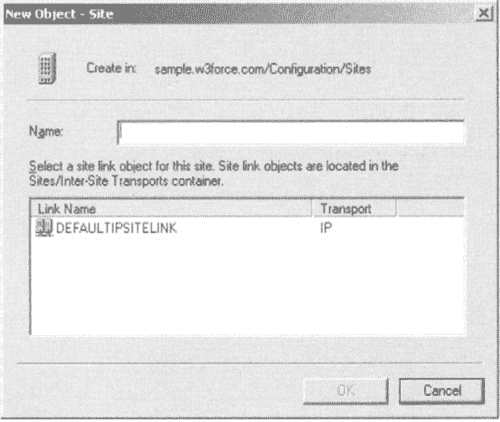 New Object - Site
Create in: sample.w3force.com/Configuration/Sites
Name:
Select a site link object for this site. Site link objects are located in the
Sites/Inter-Site Transports container.
Link Name Transport
DEFAULTIPSITELINK IP
OK Cancel